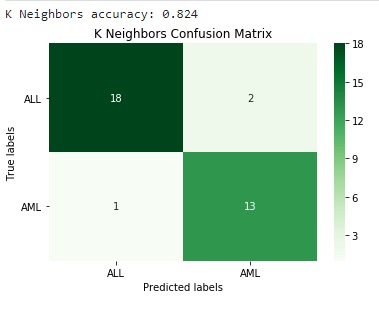 K Neighbors accuracy: 0.824
K Neighbors Confusion Matrix
18
ALL
18
2
15
12
True labels
9
AML
1
13
6
3
ALL
AML
Predicted labels